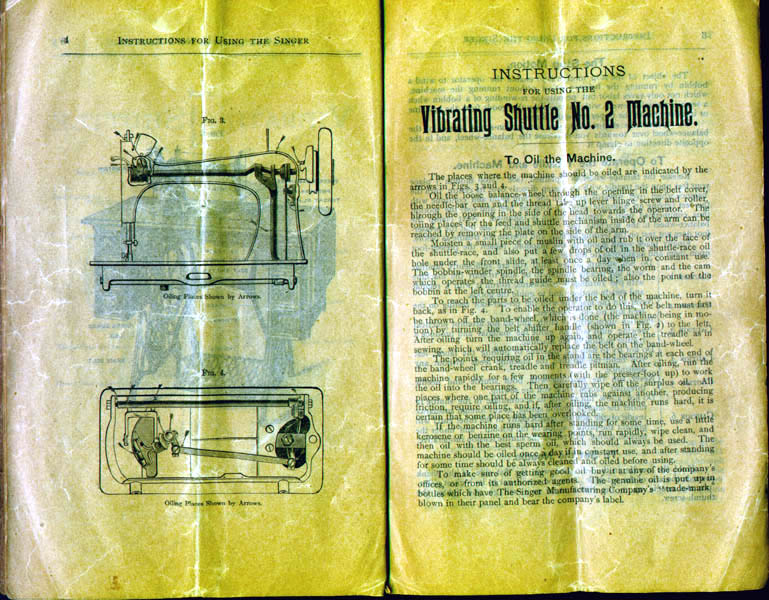 4
INSTRUCTIONS FOR USING THE SINGER
FIG. 3.
Oiling Places Shown by Arrows.
FIG. 4.
Oiling Places Shown by Arrows.
INSTRUCTIONS
FOR USING THE
Vibrating Shuttle No. 2 Machine.
To Oil the Machine.
The places where the machine should be oiled are indicated by the
arrows in Figs. 3 and 4.
Oil the loose balance-wheel through the opening in the belt cover,
the needle-bar cam and the thread take up lever hinge screw and roller,
through the opening in the side of the head towards the operator. The
places for the feed and shuttle mechanism inside of the arm can be
reached by removing the plate on the side of the arm.
Moisten a small piece of muslin with oil and rub it over the face of
the shuttle-race, and also put a few drops of oil in the shuttle-race oil
hole under the front slide, at least once a day when in constant use.
The bobbin-winder spindle, the spindle bearing, the worm and the cam
which operates the thread guide must be oiled; also the point of the
bobbin at the left centre.
To reach the parts to be oiled under the bed of the machine, turn it
back, as in Fig. 4. To enable the operator to do this, the belt must first
be thrown off the band-wheel, which is done (the machine being in mo-
tion) by turning the belt shifter handle (shown in Fig. 2) to the left.
After oiling turn the machine up again, and operate the treadle as in
sewing, which will automatically replace the belt on the band-wheel.
The points requiring oil in the stand are the bearings at each end of
the band-wheel crank, treadle and treadle pitman. After oiling, run the
machine rapidly for a few moments (with the presser-foot up) to work
the oil into the bearings. Then carefully wipe off the surplus oil. All
places where one part of the machine rubs against another, producing
friction, require oiling, and if, after oiling, the machine runs hard, it is
certain that some place has been overlooked.
If the machine runs hard after standing for some time, use a little
kerosene or benzine on the wearing points, run rapidly, wipe clean, and
then oil with the best sperm oil, which should always be used. The
machine should be oiled once a day if in constant use, and after standing
for some time should be always cleaned and oiled before using.
To make sure of getting good oil buy it at any of the company's
offices, or from its authorized agents. The genuine oil is put up in
bottles which have The Singer Manufacturing Company's trade-mark
blown in their panel and bear the company's label.